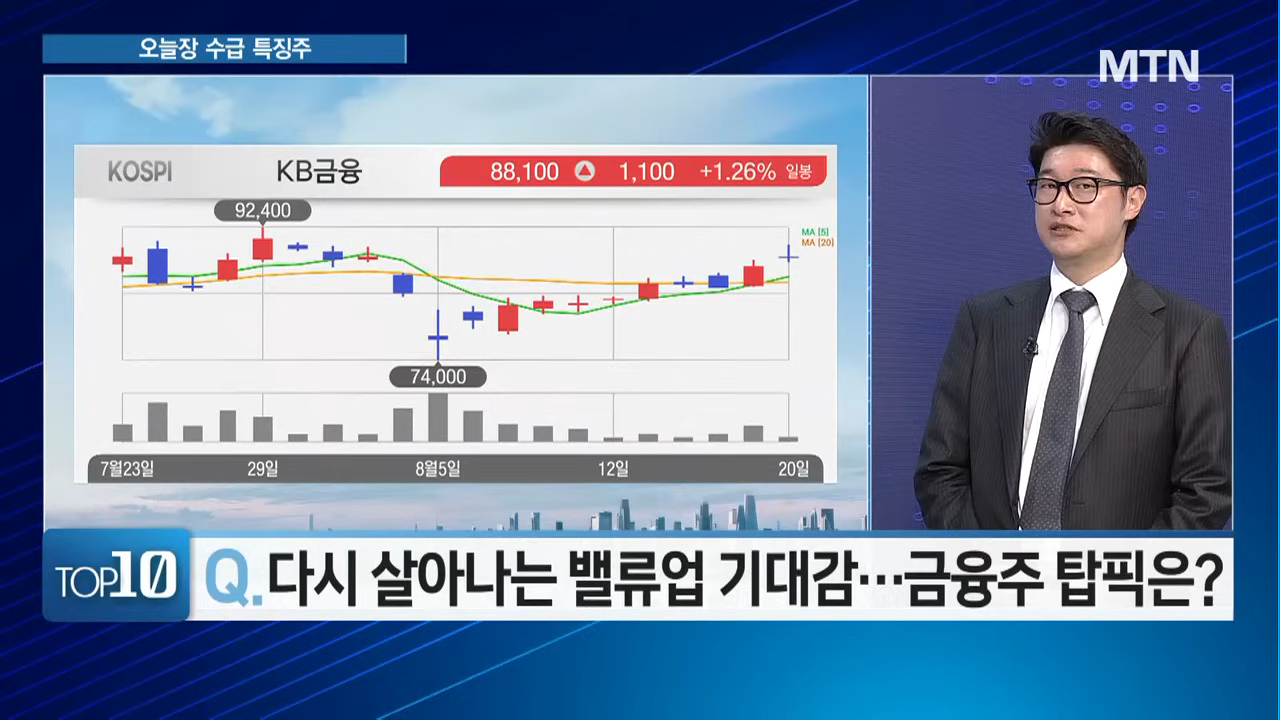 오늘장 수급 특징주
MTN
KOSPI KB금융 88,100 1,100 +1.26% 일봉
92,400
MA [5]
MA [20]
74,000
7월23일 29일 8월5일 12일 20일
TOP10 Q.다시 살아나는 밸류업 기대감…금융주 탑픽은?